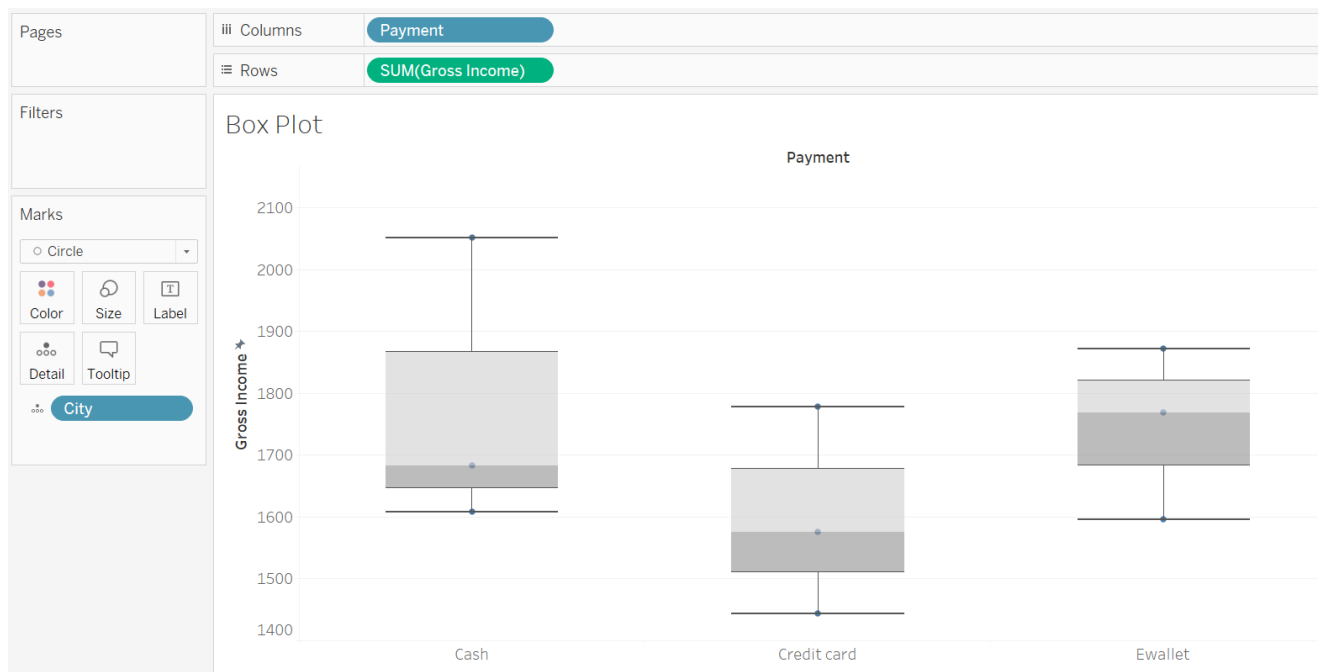 Pages
Columns
Payment
Rows
SUM(Gross Income)
Filters
Marks
Circle
Color
Size
T
Label
Detail
Tooltip
City
Box Plot
Payment
Gross Income
2100
2000
1900
1800
1700
1600
1500
1400
Cash
Credit card
Ewallet